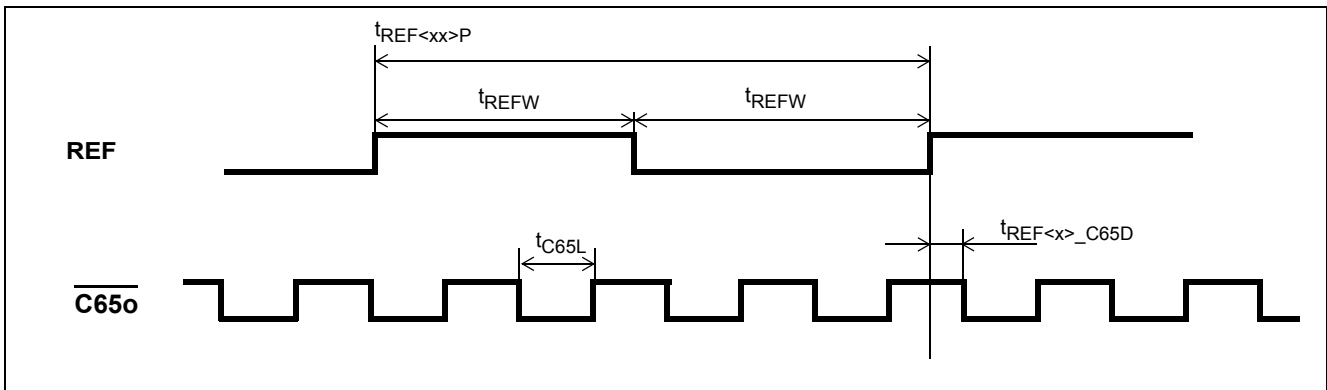 tREF<xx>P
tREFW
tREFW
REF
tREF<x>_C65D
tC65L
C65o